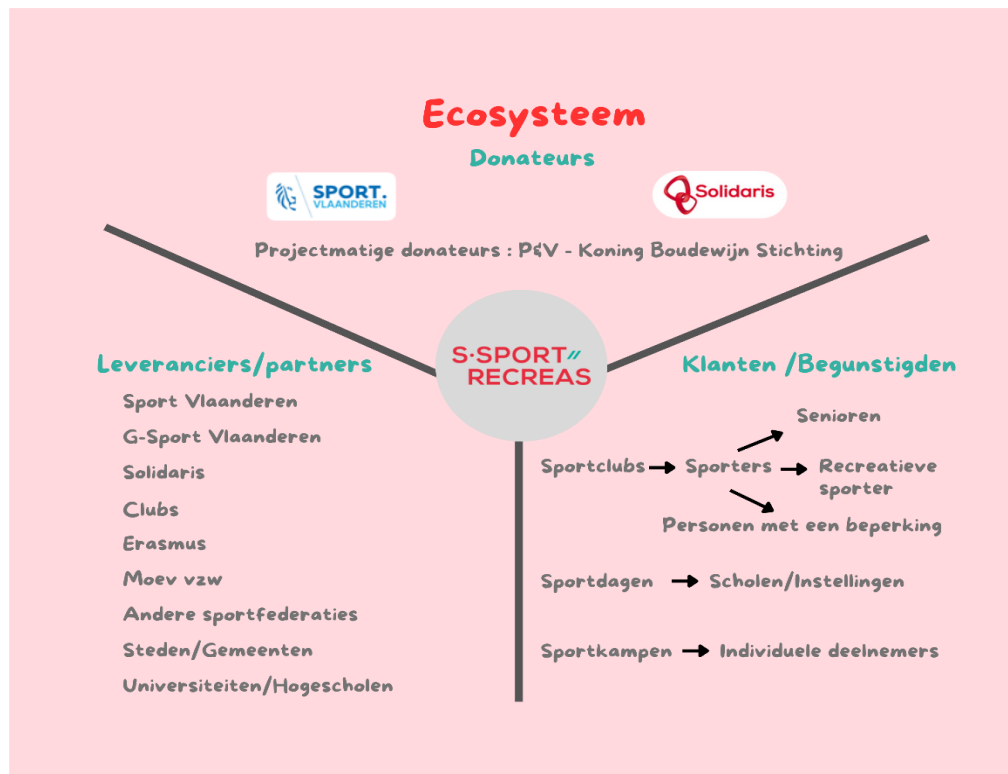 Ecosysteem
Donateurs
SPORT.
VLAANDEREN
Solidaris
Projectmatige donateurs : P&V - Koning Boudewijn Stichting
S·SPORT//
RECREAS
Leveranciers/partners
Sport Vlaanderen
G-Sport Vlaanderen
Solidaris
Clubs
Erasmus
Moev vzw
Andere sportfederaties
Steden/Gemeenten
Universiteiten/Hogescholen
Klanten /Begunstigden
Senioren
Sportclubs → Sporters → Recreatieve
sporter
Personen met een beperking
Sportdagen → Scholen/Instellingen
Sportkampen → Individuele deelnemers